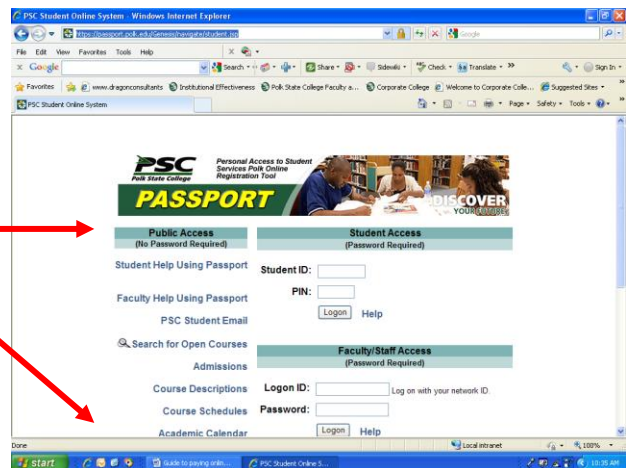 PSC Student Online System - Windows Internet Explorer
https://passport.polk.edu/Genesis/navigate/student.jsp
Google
File Edit View Favorites Tools Help
Google Search Share Sidewiki Check Translate Sign In
Favorites www.dragonconsultants Institutional Effectiveness Polk State College Faculty a... Corporate College Welcome to Corporate Colle... Suggested Sites
PSC Student Online System
Page Safety Tools
PSC
Polk State College
Personal Access to Student
Services Polk Online
Registration Tool
PASSPORT
DISCOVER
YOUR FUTURE!
Public Access
(No Password Required)
Student Help Using Passport
Faculty Help Using Passport
PSC Student Email
Search for Open Courses
Admissions
Course Descriptions
Course Schedules
Academic Calendar
Student Access
(Password Required)
Student ID:
PIN:
Logon Help
Faculty/Staff Access
(Password Required)
Logon ID: Log on with your network ID.
Password:
Logon Help
Done Local intranet 100%
start Guide to paying onlin... PSC Student Online S... 10:35 AM